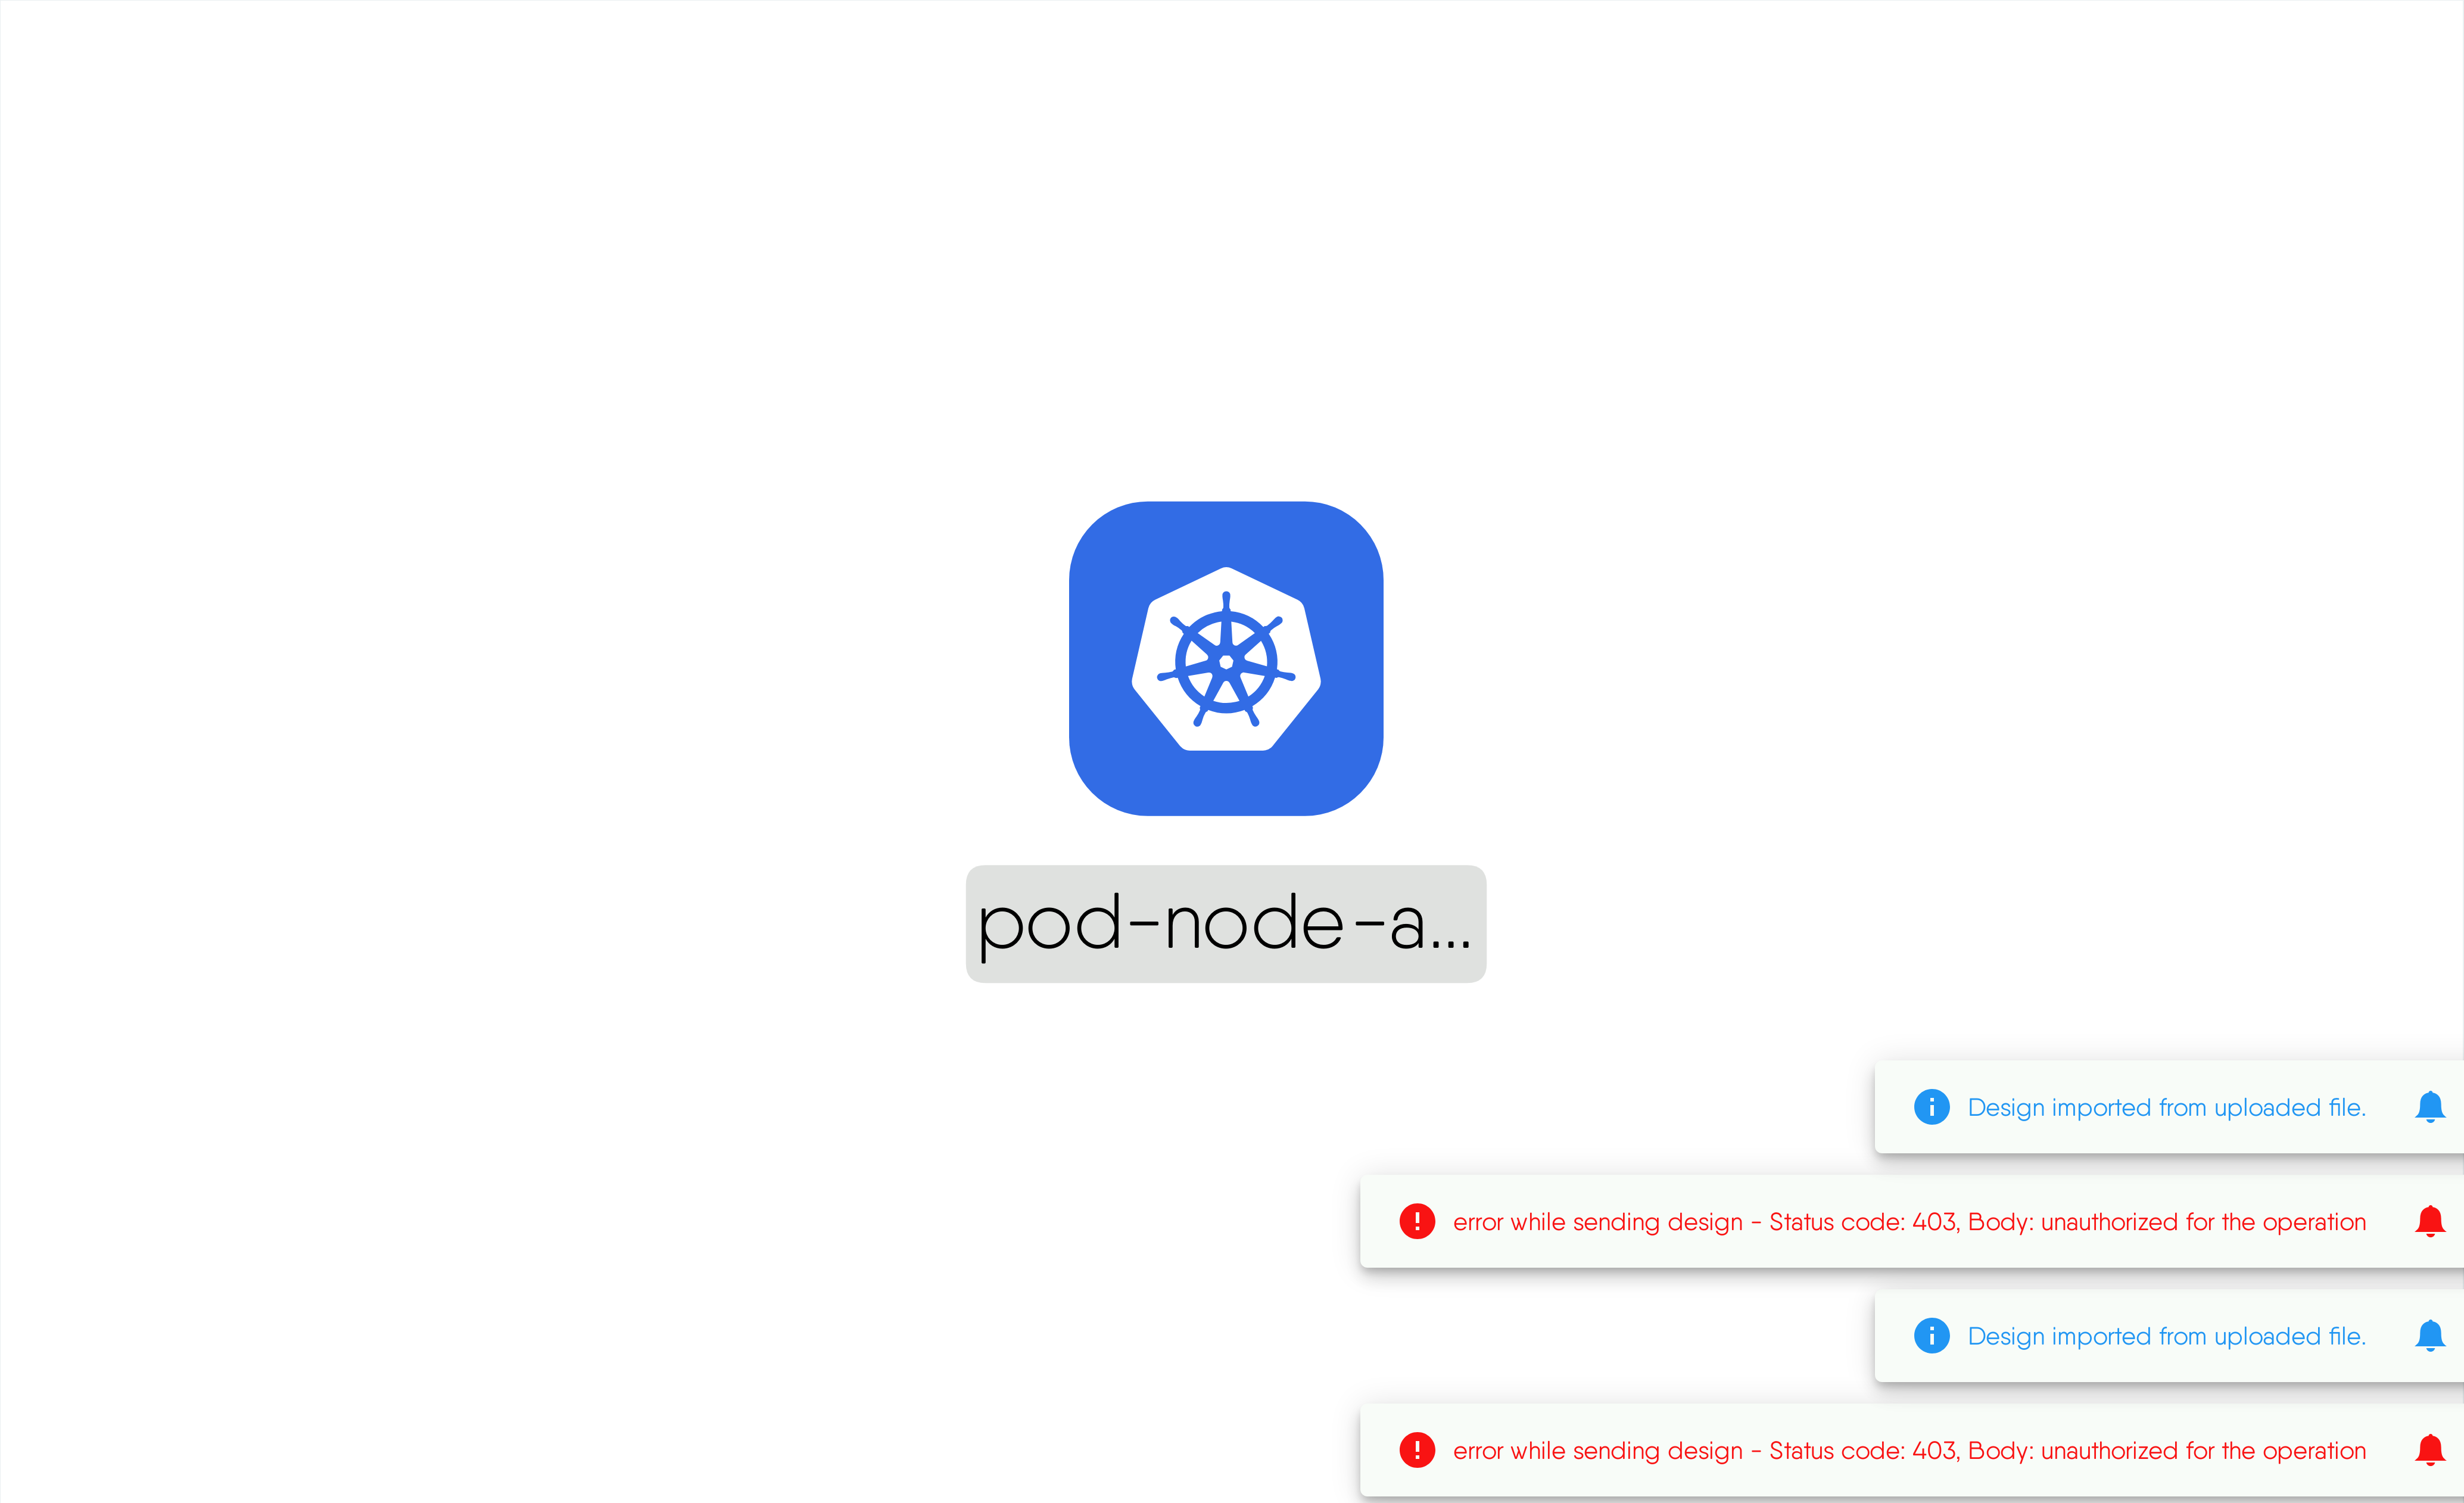 pod-node-a...
Design imported from uploaded file.
error while sending design - Status code: 403, Body: unauthorized for the operation
Design imported from uploaded file.
error while sending design - Status code: 403, Body: unauthorized for the operation